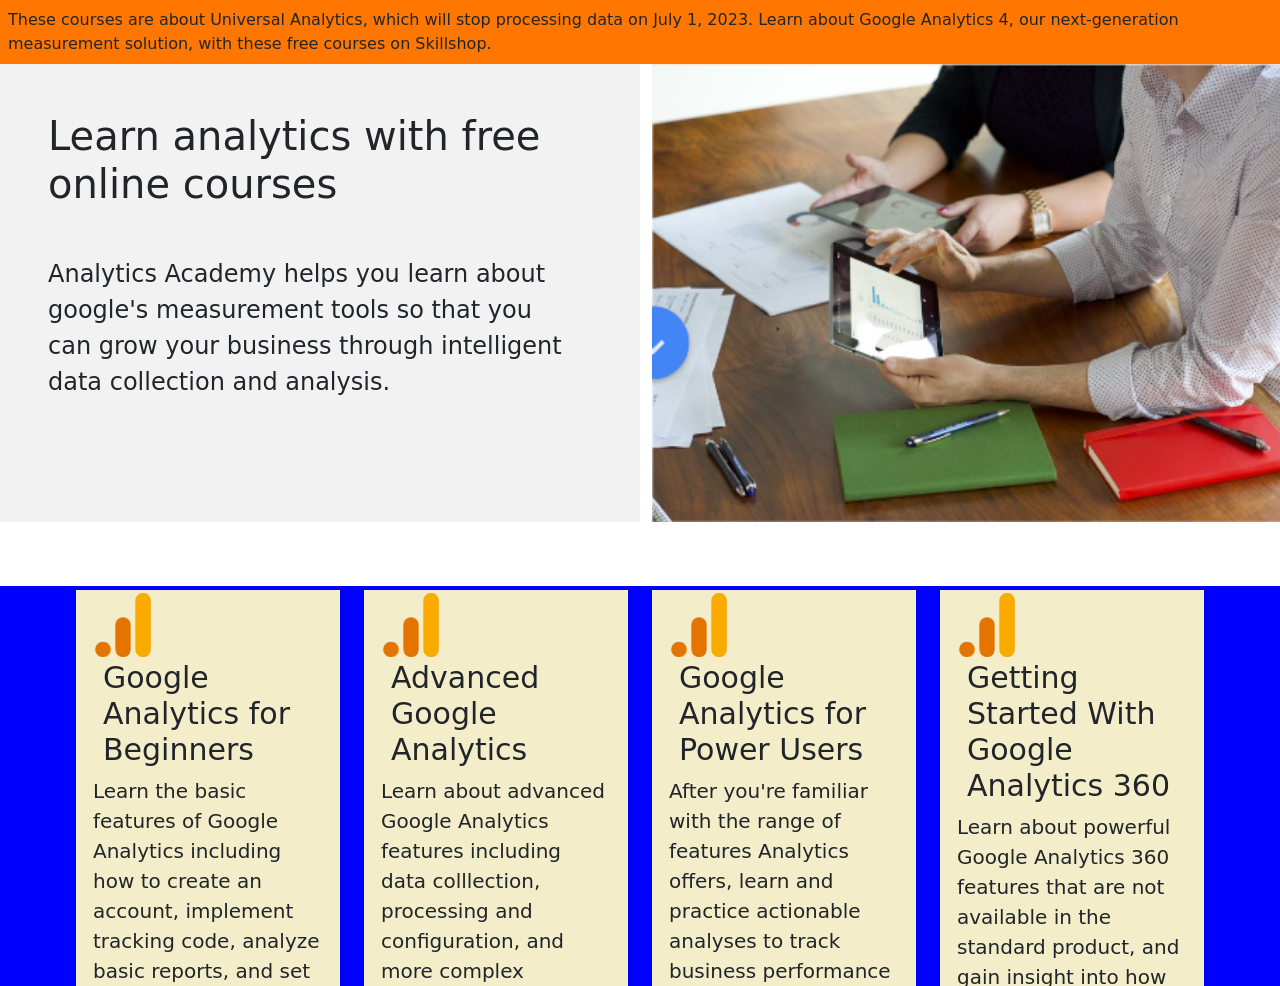 These courses are about Universal Analytics, which will stop processing data on July 1, 2023. Learn about Google Analytics 4, our next-generation
measurement solution, with these free courses on Skillshop.
Learn analytics with free
online courses
Analytics Academy helps you learn about
google's measurement tools so that you
can grow your business through intelligent
data collection and analysis.
Google
Analytics for
Beginners
Learn the basic
features of Google
Analytics including
how to create an
account, implement
tracking code, analyze
basic reports, and set
Advanced
Google
Analytics
Learn about advanced
Google Analytics
features including
data colllection,
processing and
configuration, and
more complex
Google
Analytics for
Power Users
After you're familiar
with the range of
features Analytics
offers, learn and
practice actionable
analyses to track
business performance
Getting
Started With
Google
Analytics 360
Learn about powerful
Google Analytics 360
features that are not
available in the
standard product, and
gain insight into how